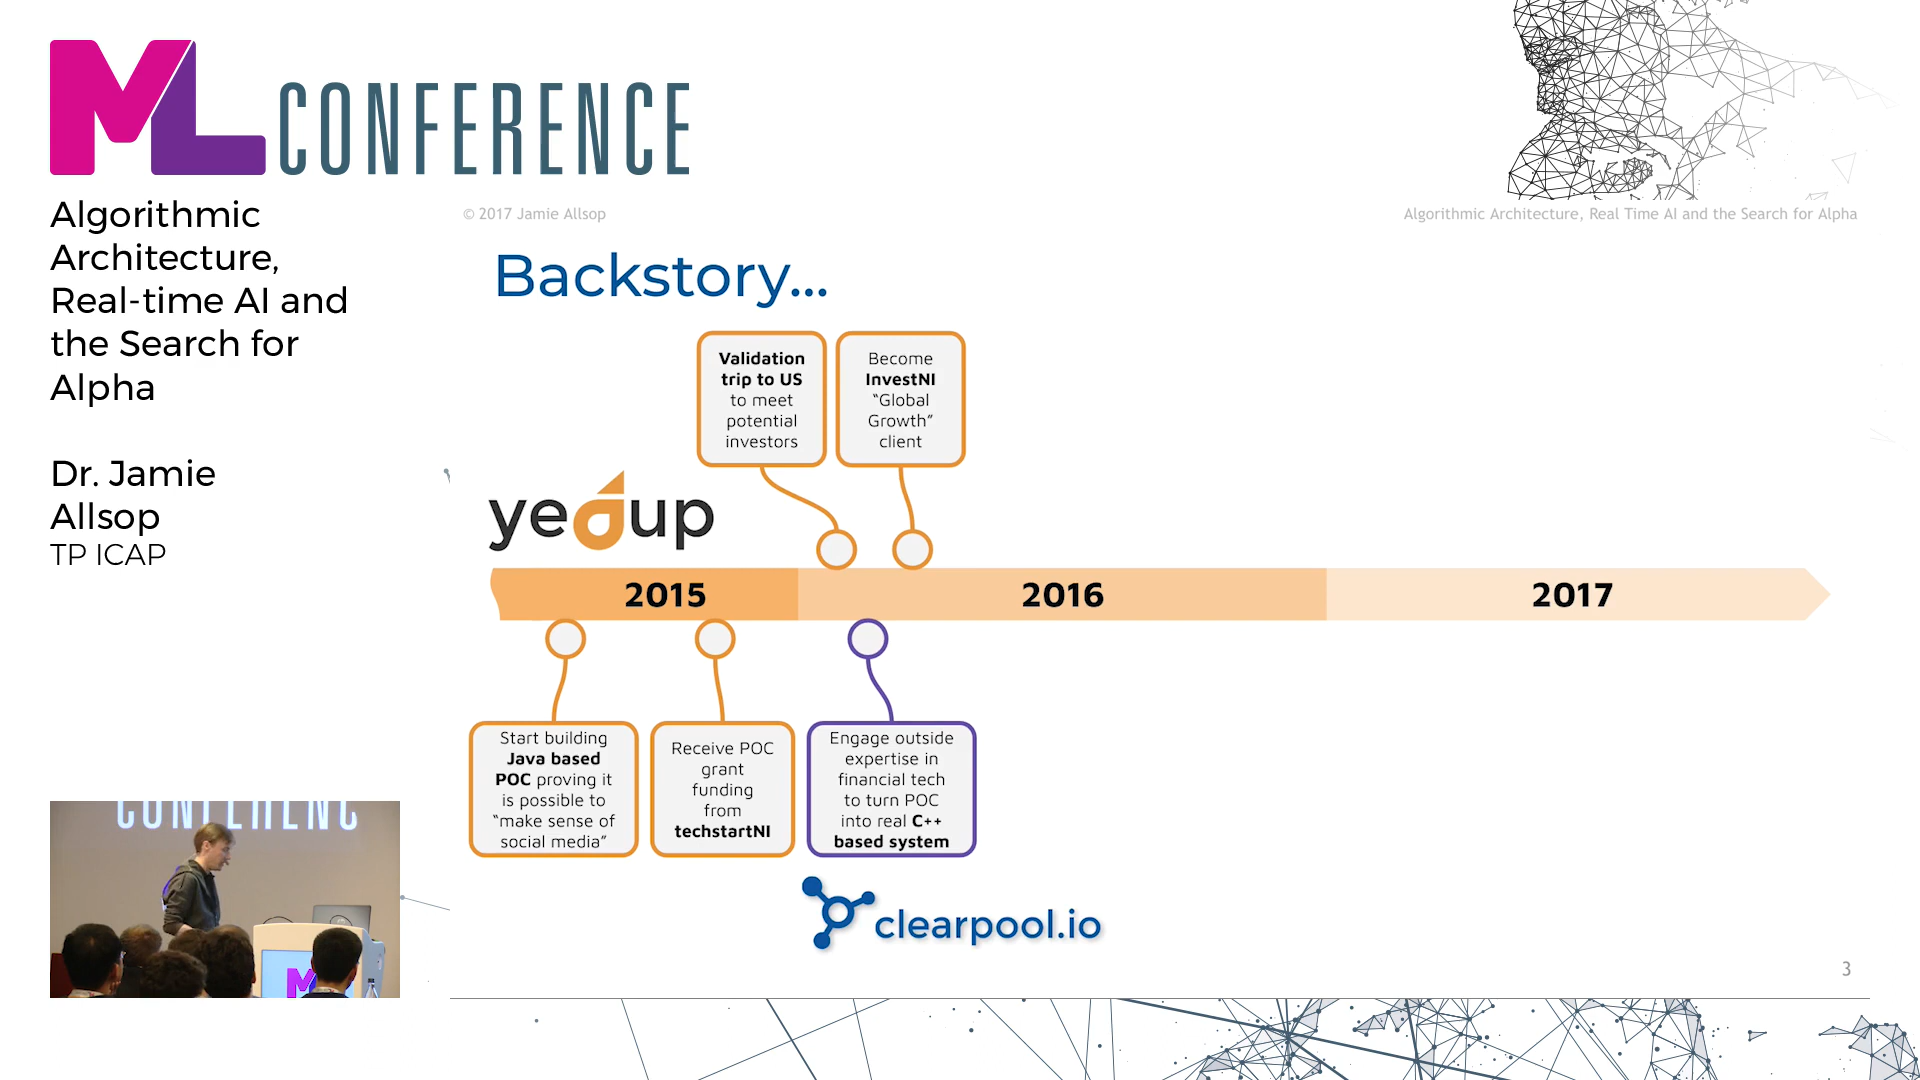 ML CONFERENCE
Algorithmic
Architecture,
Real-time AI and
the Search for
Alpha
Dr. Jamie
Allsop
TP ICAP
© 2017 Jamie Allsop
Algorithmic Architecture, Real Time AI and the Search for Alpha
Backstory...
Validation
trip to US
to meet
potential
investors
Become
InvestNI
“Global
Growth”
client
yedup
2015
2016
2017
Start building
Java based
POC proving it
is possible to
“make sense of
social media”
Receive POC
grant
funding
from
techstartNI
Engage outside
expertise in
financial tech
to turn POC
into real C++
based system
clearpool.io
3
CONFERENC
M